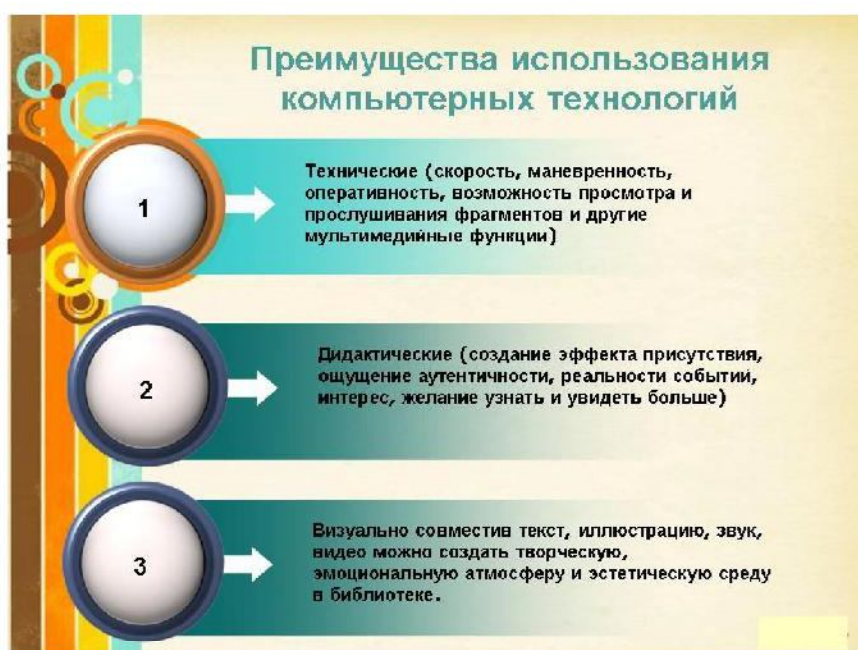 Преимущества использования
компьютерных технологий
1
Технические (скорость, маневренность,
оперативность, возможность просмотра и
прослушивания фрагментов и другие
мультимедийные функции)
2
Дидактические (создание эффекта присутствия,
ощущение аутентичности, реальности событий,
интерес, желание узнать и увидеть больше)
3
Визуально совместив текст, иллюстрацию, звук,
видео можно создать творческую,
эмоциональную атмосферу и эстетическую среду
в библиотеке.